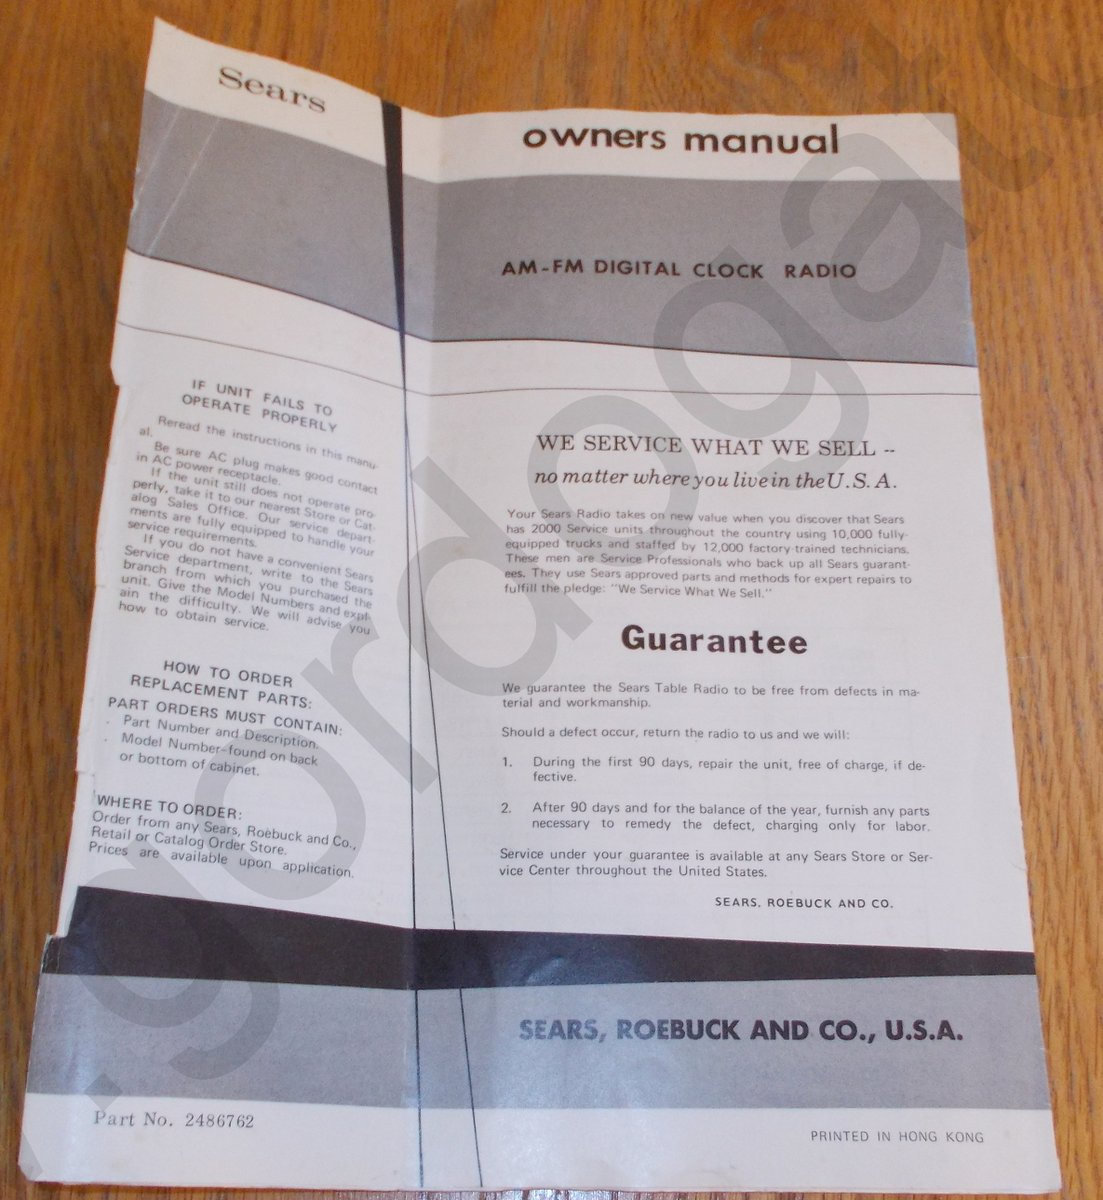 Sears
IF UNIT FAILS TO
OPERATE PROPERLY
Reread the instructions in this manu-
al.
Be sure AC plug makes good contact
in AC power receptacle.
If the unit still does not operate pro-
perly, take it to our nearest Store or Cat-
alog Sales Office. Our service depart-
ments are fully equipped to handle your
service requirements.
If you do not have a convenient Sears
Service department, write to the Sears
branch from which you purchased the
unit. Give the Model Numbers and expl-
ain the difficulty. We will advise you
how to obtain service.
HOW TO ORDER
REPLACEMENT PARTS:
PART ORDERS MUST CONTAIN:
. Part Number and Description.
. Model Number-found on back
or bottom of cabinet.
WHERE TO ORDER:
Order from any Sears, Roebuck and Co.,
Retail or Catalog Order Store.
Prices are available upon application.
Part No. 2486762
owners manual
AM-FM DIGITAL CLOCK RADIO
WE SERVICE WHAT WE SELL --
no matter where you live in the U.S.A.
Your Sears Radio takes on new value when you discover that Sears
has 2000 Service units throughout the country using 10,000 fully-
equipped trucks and staffed by 12,000 factory-trained technicians.
These men are Service Professionals who back up all Sears guarant-
ees. They use Sears approved parts and methods for expert repairs to
fulfill the pledge: "We Service What We Sell."
Guarantee
We guarantee the Sears Table Radio to be free from defects in ma-
terial and workmanship.
Should a defect occur, return the radio to us and we will:
1. During the first 90 days, repair the unit, free of charge, if de-
fective.
2. After 90 days and for the balance of the year, furnish any parts
necessary to remedy the defect, charging only for labor.
Service under your guarantee is available at any Sears Store or Ser-
vice Center throughout the United States.
SEARS, ROEBUCK AND CO.
SEARS, ROEBUCK AND CO., U.S.A.
PRINTED IN HONG KONG